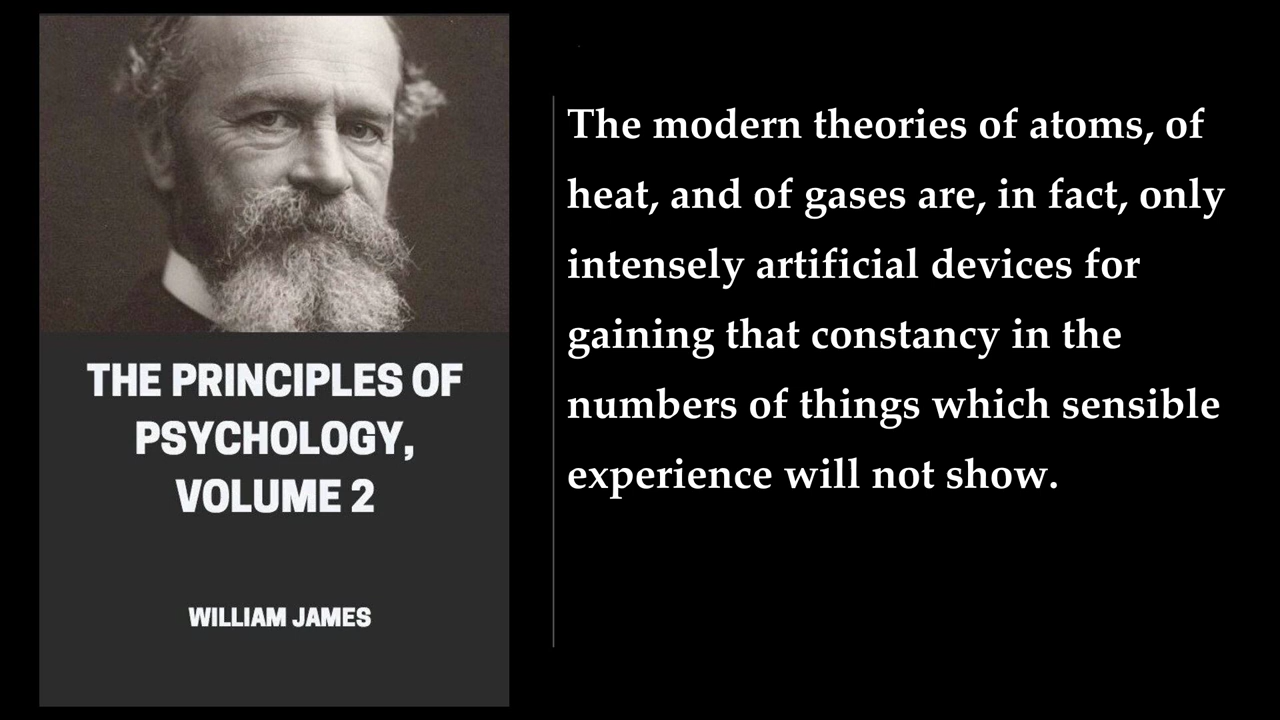 THE PRINCIPLES OF
PSYCHOLOGY,
VOLUME 2
WILLIAM JAMES
The modern theories of atoms, of
heat, and of gases are, in fact, only
intensely artificial devices for
gaining that constancy in the
numbers of things which sensible
experience will not show.